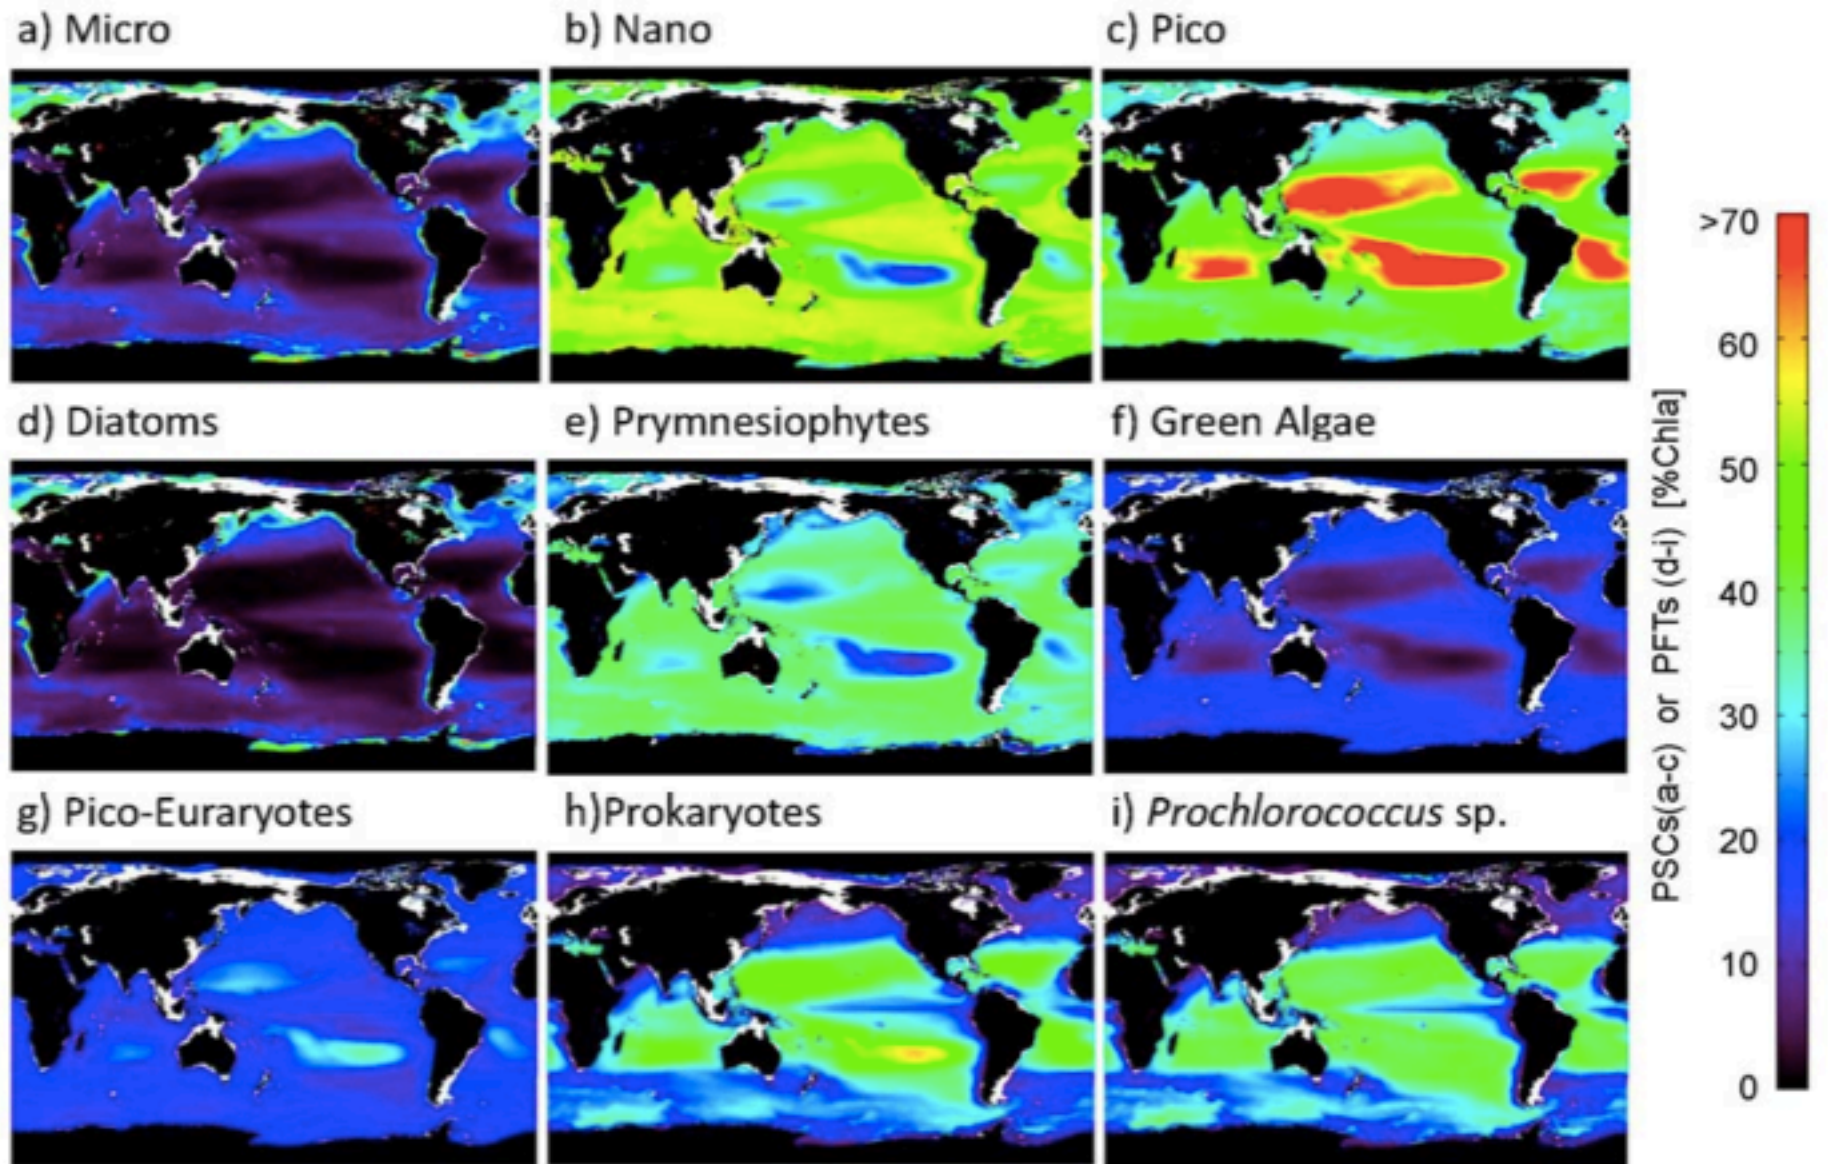 a) Micro
b) Nano
c) Pico
d) Diatoms
e) Prymnesiophytes
f) Green Algae
g) Pico-Euraryotes
h)Prokaryotes
i) Prochlorococcus sp.
PSCs(a-c) or PFTs (d-i) [%Chla]
>70
60
50
40
30
20
10
0